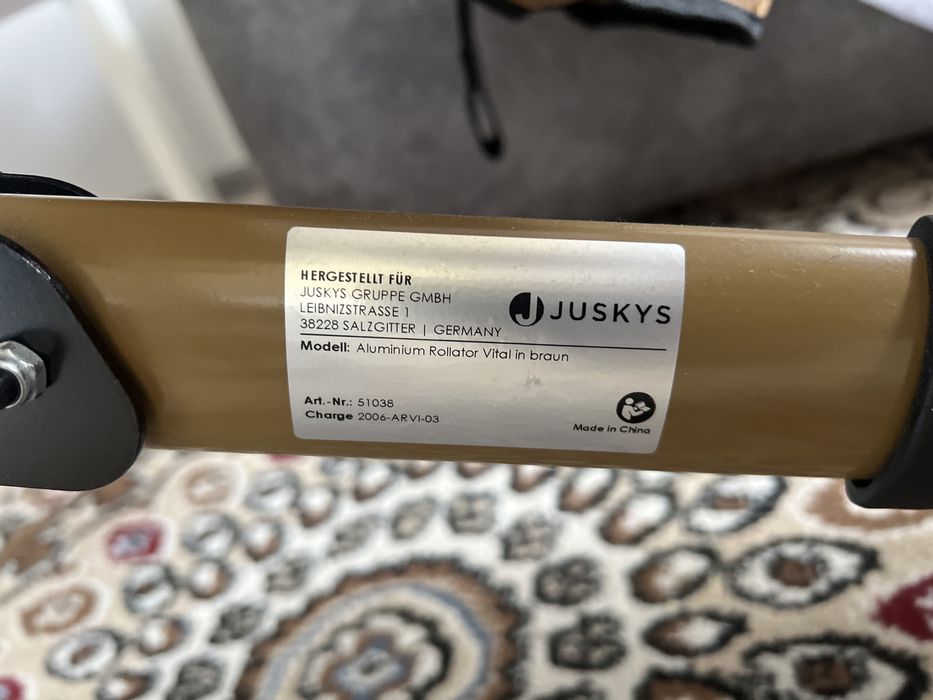 HERGESTELLT FÜR
JUSKYS GRUPPE GMBH
LEIBNIZSTRASSE 1
38228 SALZGITTER | GERMANY
JUSKYS
Modell: Aluminium Rollator Vital in braun
Art.-Nr.: 51038
Charge 2006-ARVI-03
Made in China